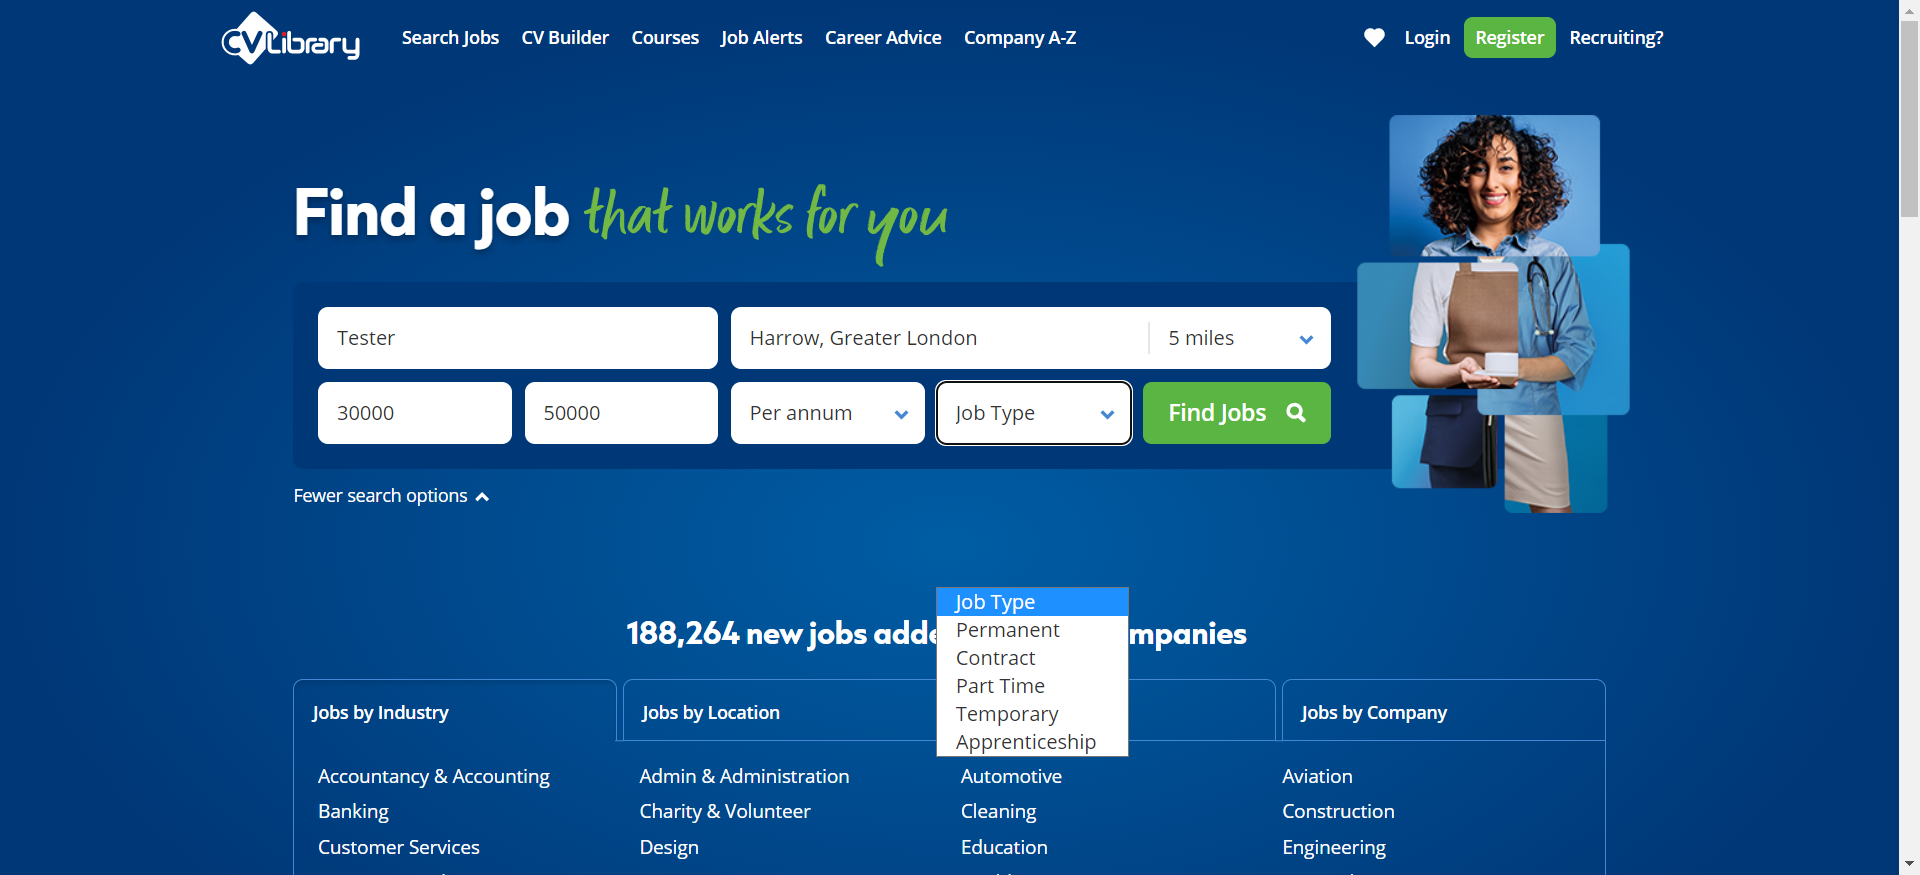 CV Library
Search Jobs
CV Builder
Courses
Job Alerts
Career Advice
Company A-Z
Login
Register
Recruiting?
Find a job that works for you
Tester
Harrow, Greater London
5 miles
30000
50000
Per annum
Job Type
Find Jobs
Fewer search options
188,264 new jobs adde
mpanies
Job Type
Permanent
Contract
Part Time
Temporary
Apprenticeship
Jobs by Industry
Jobs by Location
Jobs by Company
Accountancy & Accounting
Admin & Administration
Automotive
Aviation
Banking
Charity & Volunteer
Cleaning
Construction
Customer Services
Design
Education
Engineering